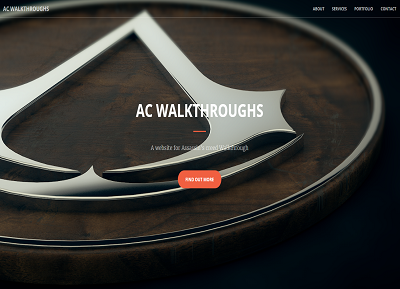 AC WALKTHROUGHS
ABOUT SERVICES PORTFOLIO CONTACT
AC WALKTHROUGHS
A website for Assassin's creed Walkthrough
FIND OUT MORE